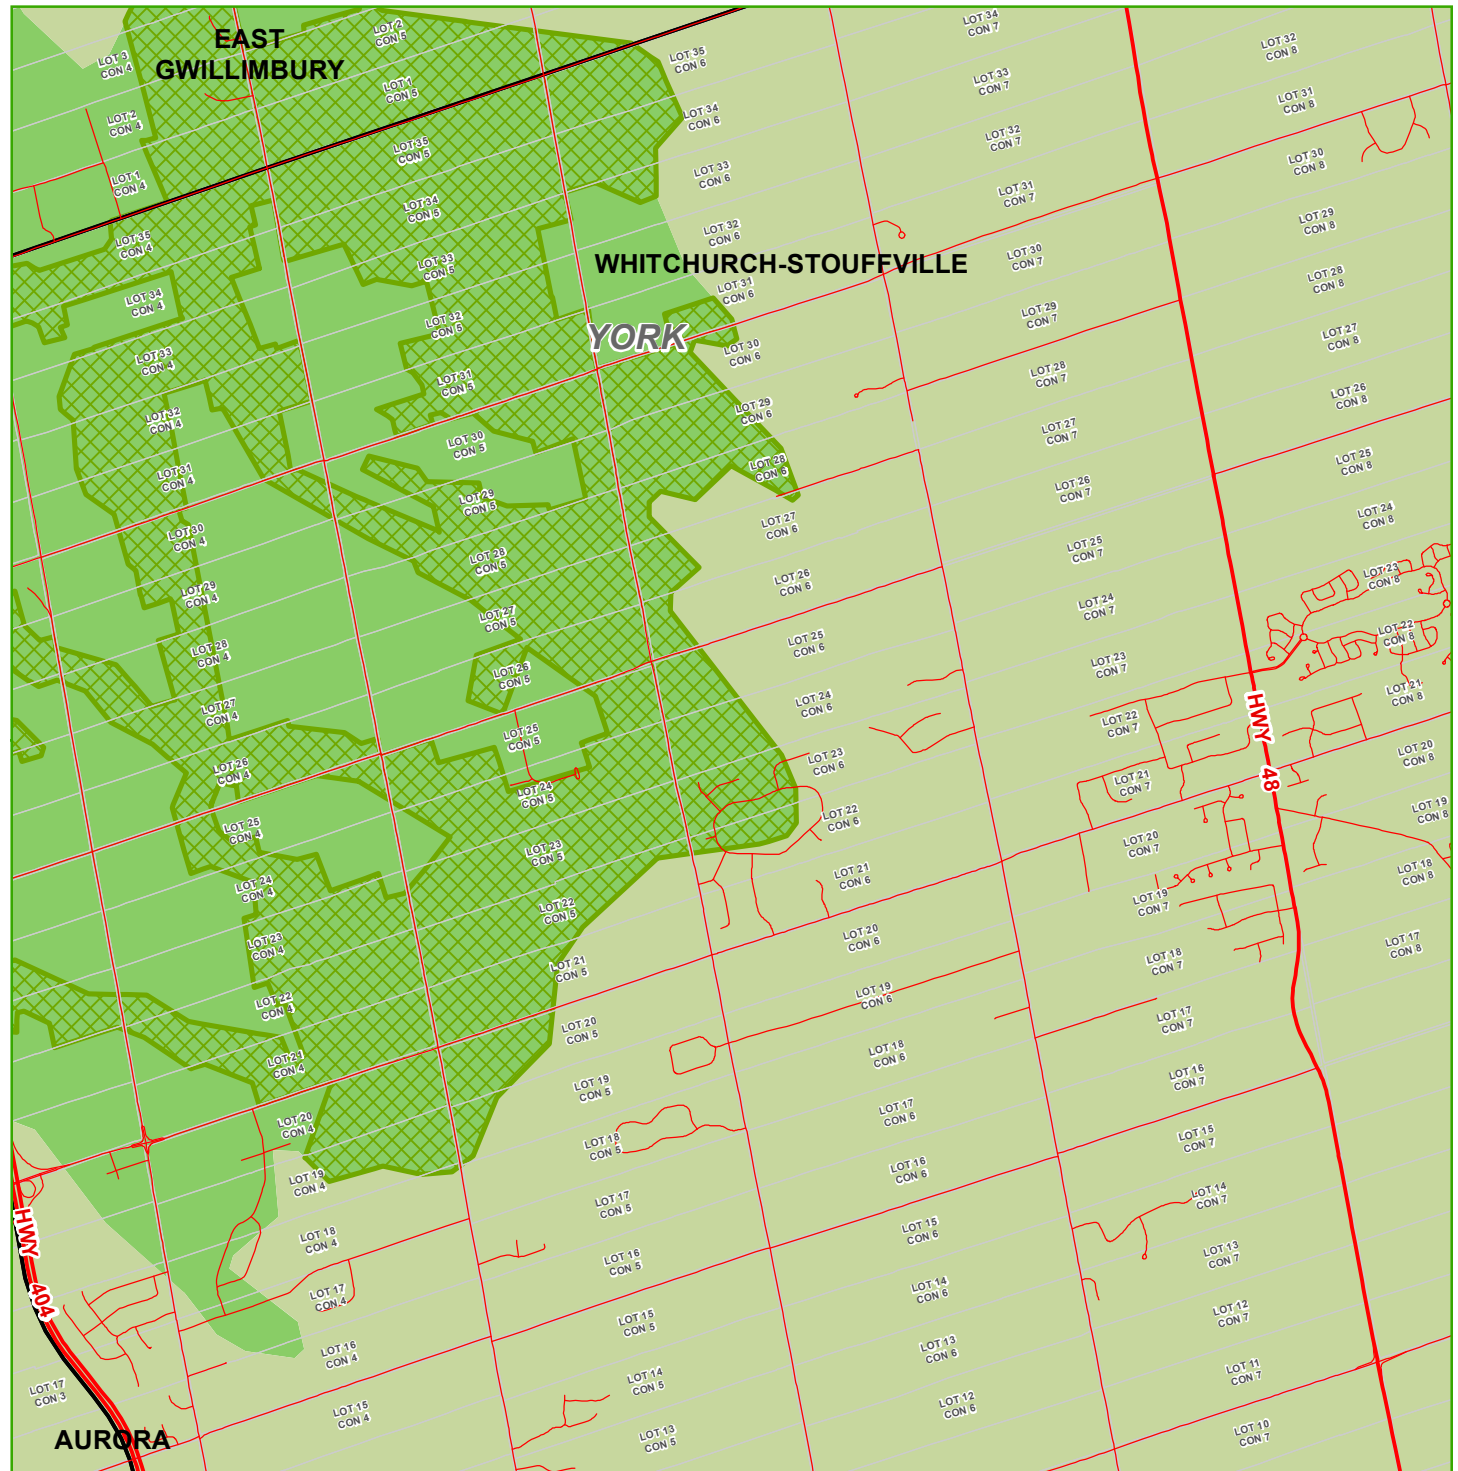 EAST
GWILLIMBURY
WHITCHURCH-STOUFFVILLE
YORK
AURORA
HWY 48
HWY 404
LOT 3
CON 4
LOT 2
CON 4
LOT 1
CON 4
LOT 35
CON 4
LOT 34
CON 4
LOT 33
CON 4
LOT 32
CON 4
LOT 31
CON 4
LOT 30
CON 4
LOT 29
CON 4
LOT 28
CON 4
LOT 27
CON 4
LOT 26
CON 4
LOT 25
CON 4
LOT 24
CON 4
LOT 23
CON 4
LOT 22
CON 4
LOT 21
CON 4
LOT 20
CON 4
LOT 19
CON 4
LOT 18
CON 4
LOT 17
CON 4
LOT 16
CON 4
LOT 15
CON 4
LOT 17
CON 3
LOT 2
CON 5
LOT 1
CON 5
LOT 35
CON 5
LOT 34
CON 5
LOT 33
CON 5
LOT 32
CON 5
LOT 31
CON 5
LOT 30
CON 5
LOT 29
CON 5
LOT 28
CON 5
LOT 27
CON 5
LOT 26
CON 5
LOT 25
CON 5
LOT 24
CON 5
LOT 23
CON 5
LOT 22
CON 5
LOT 21
CON 5
LOT 20
CON 5
LOT 19
CON 5
LOT 18
CON 5
LOT 17
CON 5
LOT 16
CON 5
LOT 15
CON 5
LOT 14
CON 5
LOT 13
CON 5
LOT 35
CON 6
LOT 34
CON 6
LOT 33
CON 6
LOT 32
CON 6
LOT 31
CON 6
LOT 30
CON 6
LOT 29
CON 6
LOT 28
CON 6
LOT 27
CON 6
LOT 26
CON 6
LOT 25
CON 6
LOT 24
CON 6
LOT 23
CON 6
LOT 22
CON 6
LOT 21
CON 6
LOT 20
CON 6
LOT 19
CON 6
LOT 18
CON 6
LOT 17
CON 6
LOT 16
CON 6
LOT 15
CON 6
LOT 14
CON 6
LOT 13
CON 6
LOT 12
CON 6
LOT 34
CON 7
LOT 33
CON 7
LOT 32
CON 7
LOT 31
CON 7
LOT 30
CON 7
LOT 29
CON 7
LOT 28
CON 7
LOT 27
CON 7
LOT 26
CON 7
LOT 25
CON 7
LOT 24
CON 7
LOT 23
CON 7
LOT 22
CON 7
LOT 21
CON 7
LOT 20
CON 7
LOT 19
CON 7
LOT 18
CON 7
LOT 17
CON 7
LOT 16
CON 7
LOT 15
CON 7
LOT 14
CON 7
LOT 13
CON 7
LOT 12
CON 7
LOT 11
CON 7
LOT 10
CON 7
LOT 32
CON 8
LOT 31
CON 8
LOT 30
CON 8
LOT 29
CON 8
LOT 28
CON 8
LOT 27
CON 8
LOT 26
CON 8
LOT 25
CON 8
LOT 24
CON 8
LOT 23
CON 8
LOT 22
CON 8
LOT 21
CON 8
LOT 20
CON 8
LOT 19
CON 8
LOT 18
CON 8
LOT 17
CON 8